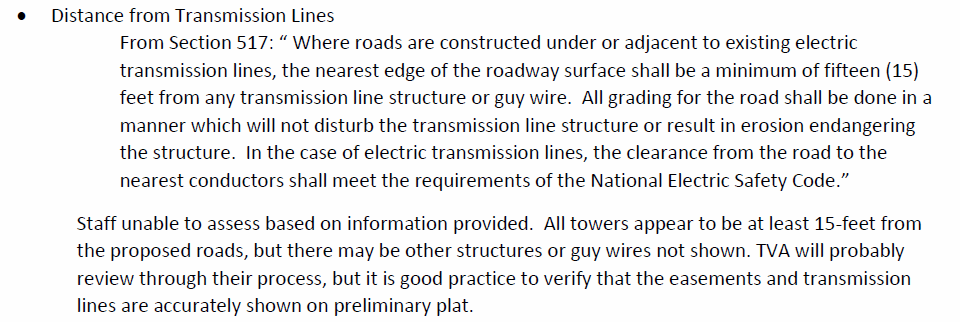 • Distance from Transmission Lines
From Section 517: “ Where roads are constructed under or adjacent to existing electric
transmission lines, the nearest edge of the roadway surface shall be a minimum of fifteen (15)
feet from any transmission line structure or guy wire.  All grading for the road shall be done in a
manner which will not disturb the transmission line structure or result in erosion endangering
the structure.  In the case of electric transmission lines, the clearance from the road to the
nearest conductors shall meet the requirements of the National Electric Safety Code.”
Staff unable to assess based on information provided.  All towers appear to be at least 15-feet from
the proposed roads, but there may be other structures or guy wires not shown. TVA will probably
review through their process, but it is good practice to verify that the easements and transmission
lines are accurately shown on preliminary plat.